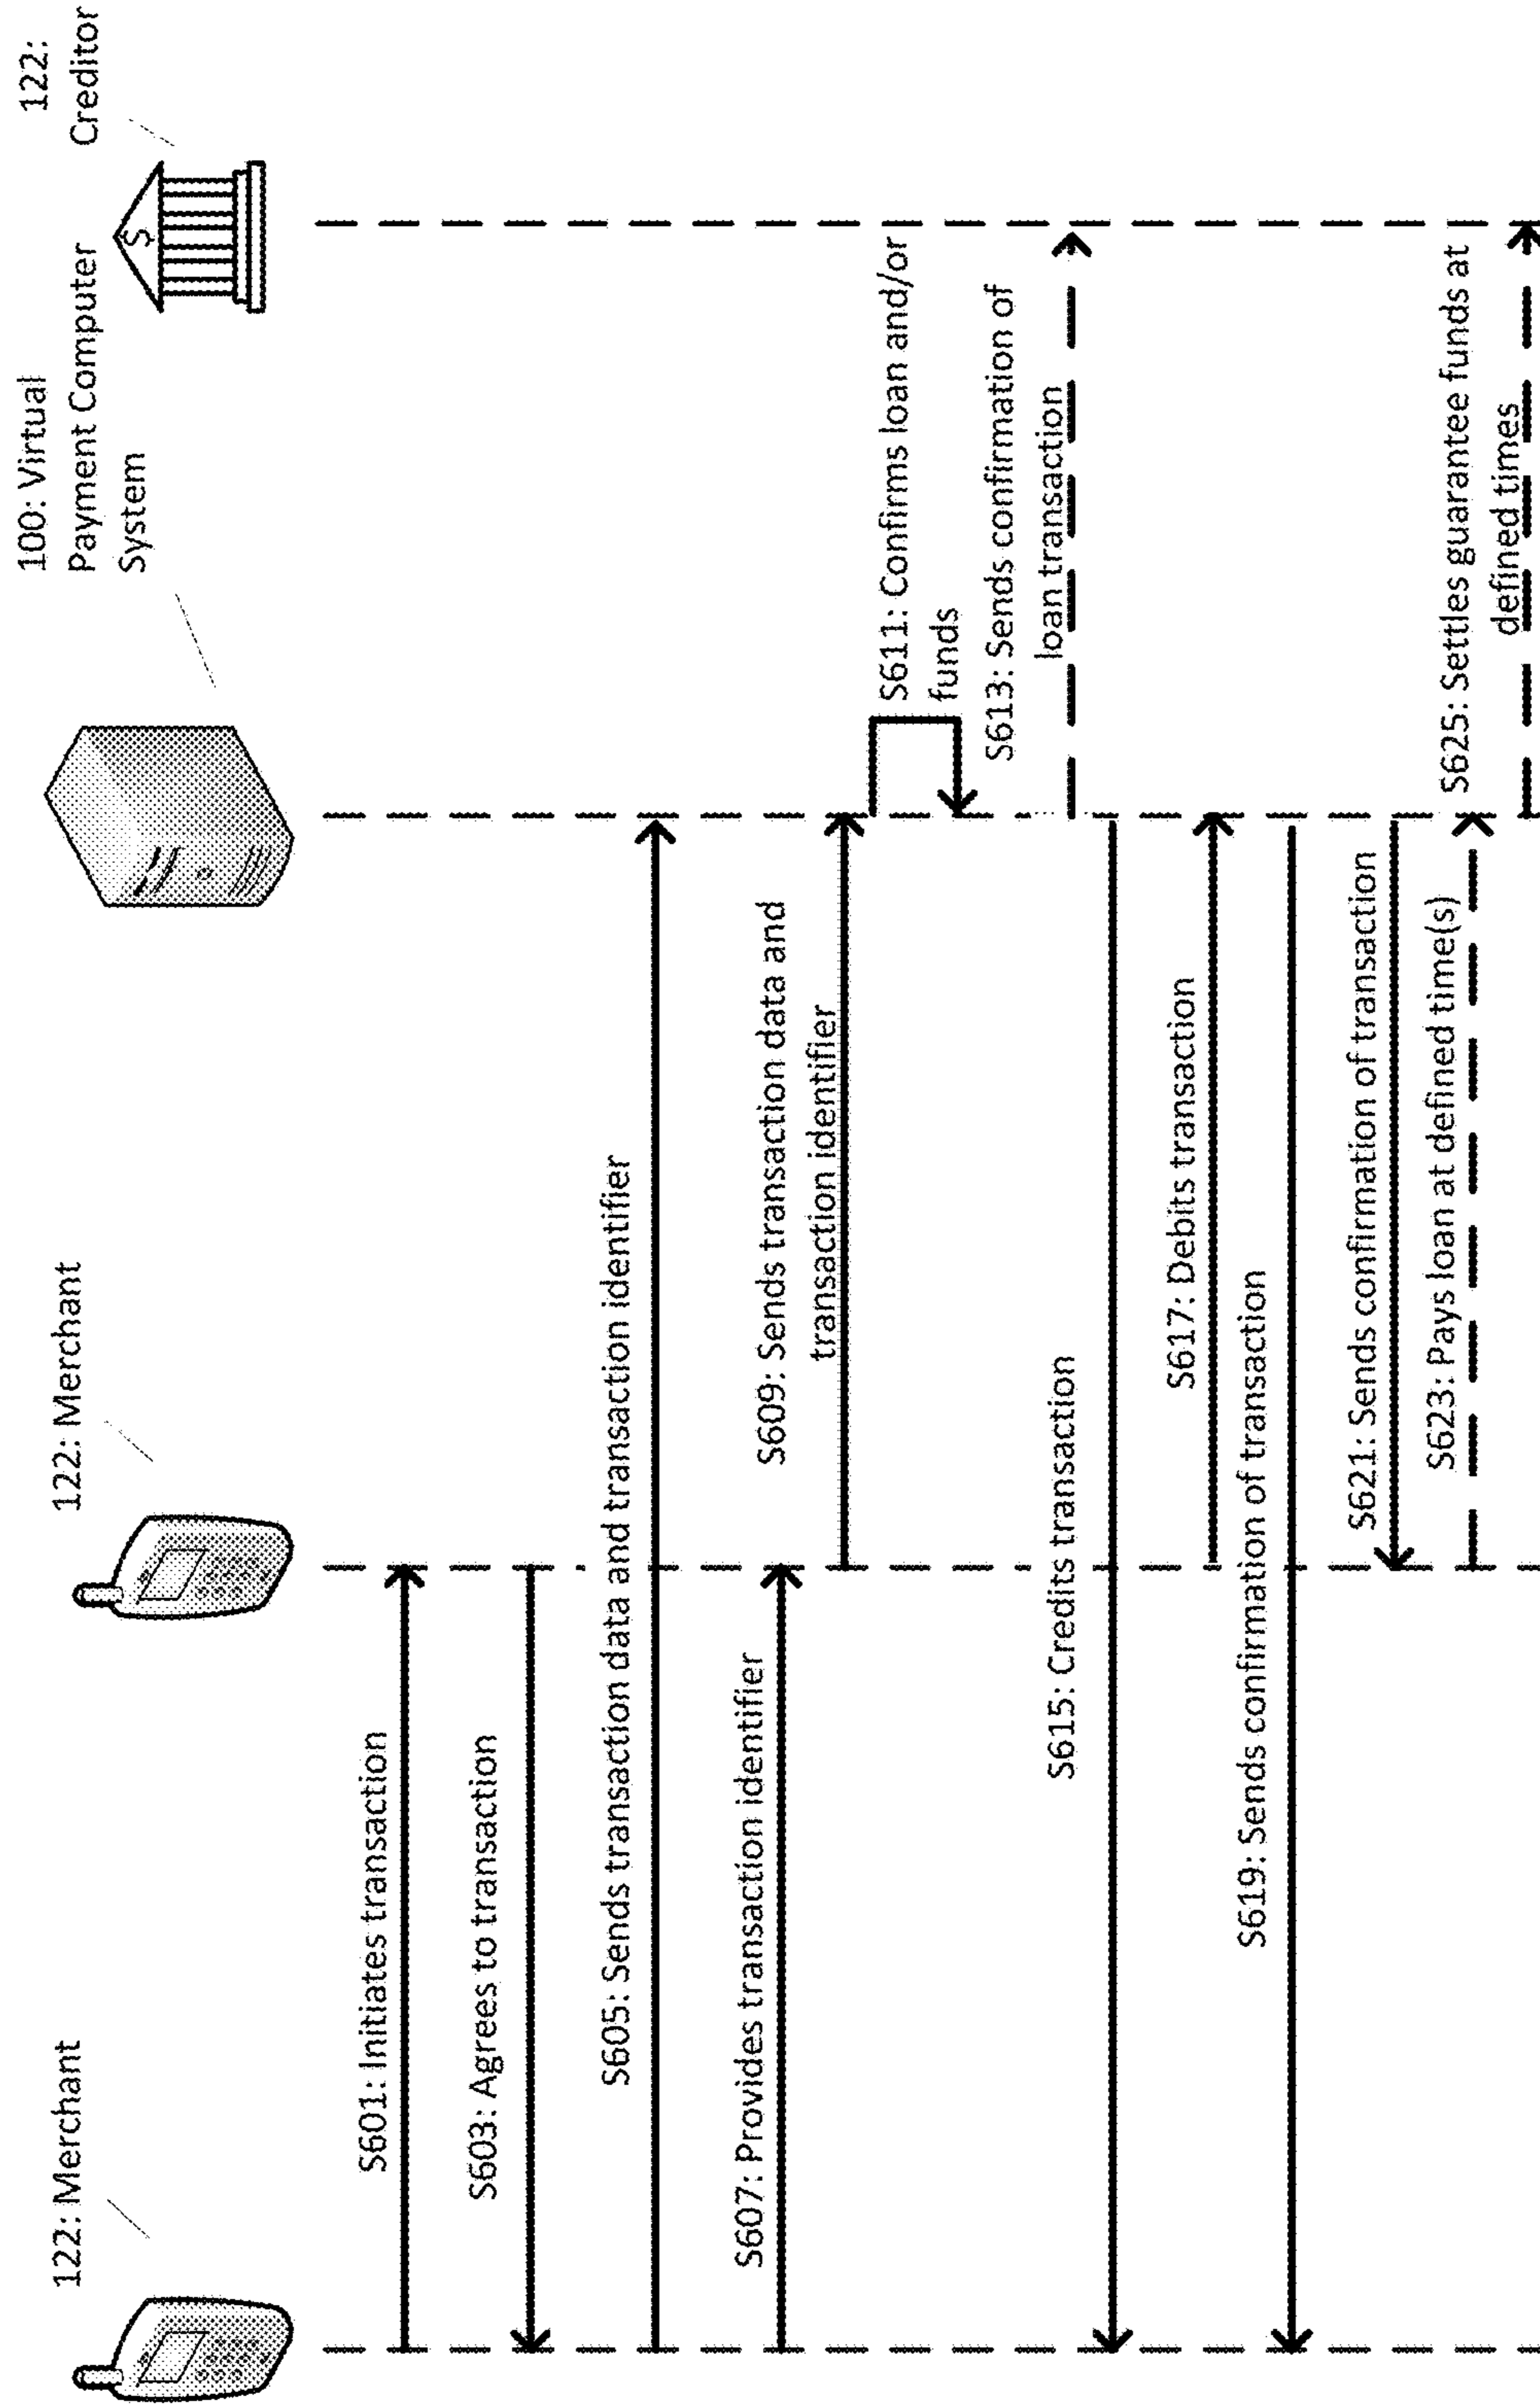 122: Merchant
122: Merchant
100: Virtual
Payment Computer
System
122:
Creditor
$
S601: Initiates transaction
S603: Agrees to transaction
S605: Sends transaction data and transaction identifier
S607: Provides transaction identifier
S609: Sends transaction data and
transaction identifier
S611: Confirms loan and/or
funds
S613: Sends confirmation of
loan transaction
S615: Credits transaction
S617: Debits transaction
S619: Sends confirmation of transaction
S621: Sends confirmation of transaction
S623: Pays loan at defined time(s)
S625: Settles guarantee funds at
defined times